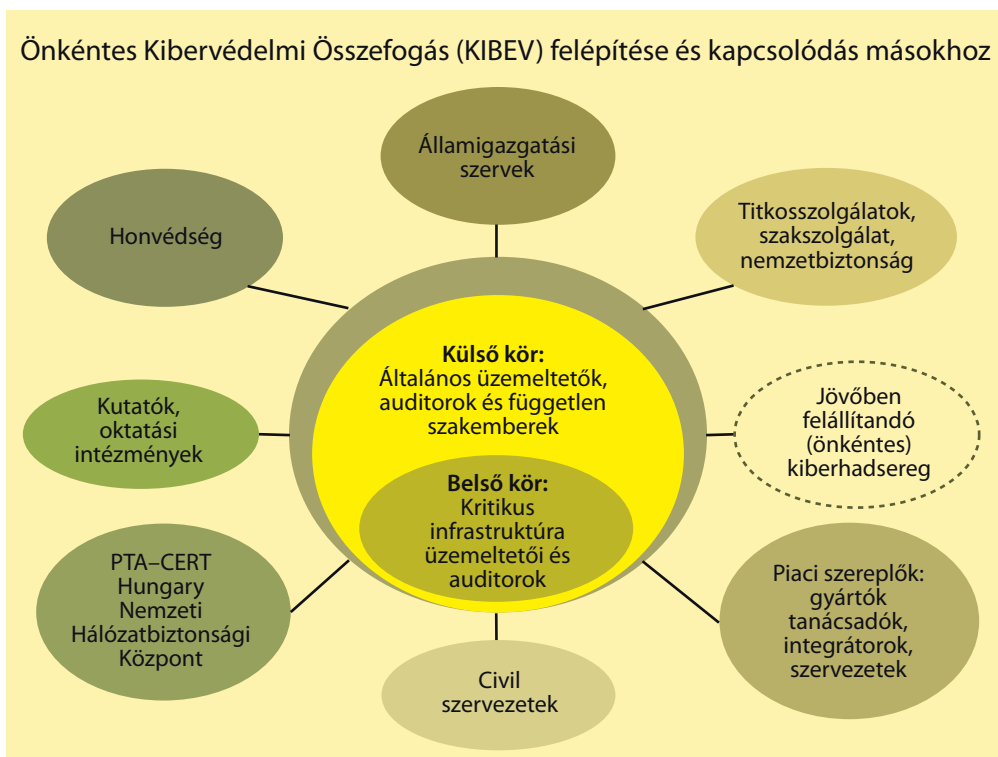 Önkéntes Kibervédelmi Összefogás (KIBEV) felépítése és kapcsolódás másokhoz
Államigazgatási
szervek
Honvédség
Titkosszolgálatok,
szakszolgálat,
nemzetbiztonság
Külső kör:
Általános üzemeltetők,
auditorok és független
szakemberek
Kutatók,
oktatási
intézmények
Jövőben
felállítandó
(önkéntes)
kiberhadsereg
Belső kör:
Kritikus
infrastruktúra
üzemeltetői és
auditorok
PTA–CERT
Hungary
Nemzeti
Hálózatbiztonsági
Központ
Piaci szereplők:
gyártók
tanácsadók,
integrátorok,
szervezetek
Civil
szervezetek